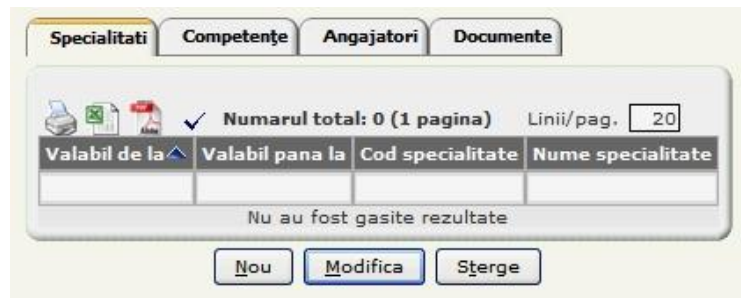 Specialitati Competenţe Angajatori Documente
Numarul total: 0 (1 pagina) Linii/pag. 20
Valabil de la Valabil pana la Cod specialitate Nume specialitate
Nu au fost gasite rezultate
Nou Modifica Sterge